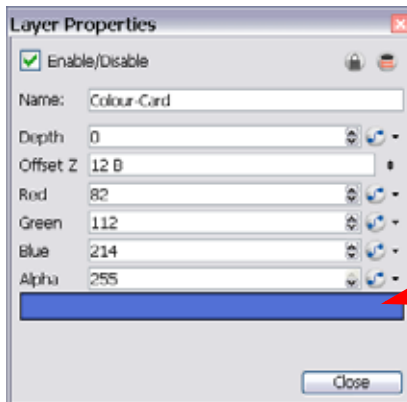 Layer Properties
Enable/Disable
Name: Colour-Card
Depth 0
Offset Z 12 B
Red 82
Green 112
Blue 214
Alpha 255
Close